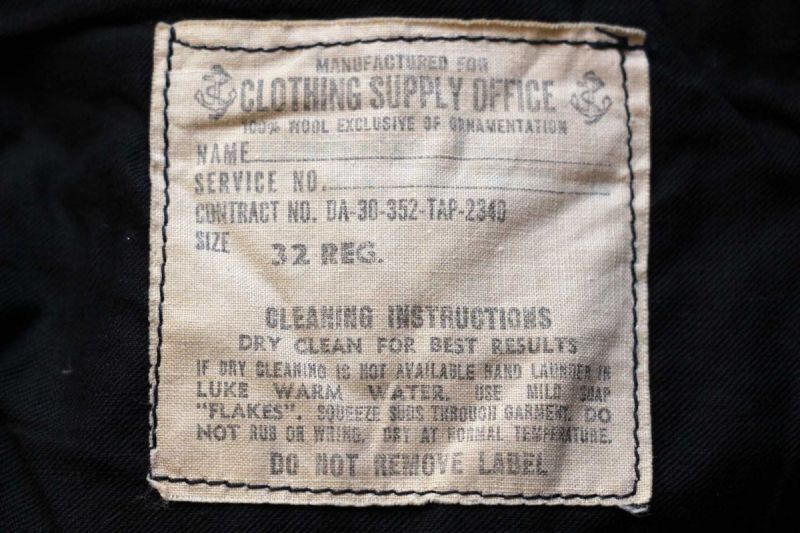 MANUFACTURED FOR
CLOTHING SUPPLY OFFICE
100% WOOL EXCLUSIVE OF ORNAMENTATION
NAME
SERVICE NO.
CONTRACT NO. DA-30-352-TAP-2340
SIZE 32 REG.
CLEANING INSTRUCTIONS
DRY CLEAN FOR BEST RESULTS
IF DRY CLEANING IS NOT AVAILABLE HAND LAUNDER IN
LUKE WARM WATER. USE MILD SOAP
"FLAKES". SQUEEZE SUDS THROUGH GARMENT. DO
NOT RUB OR WRING. DRY AT NORMAL TEMPERATURE.
DO NOT REMOVE LABEL